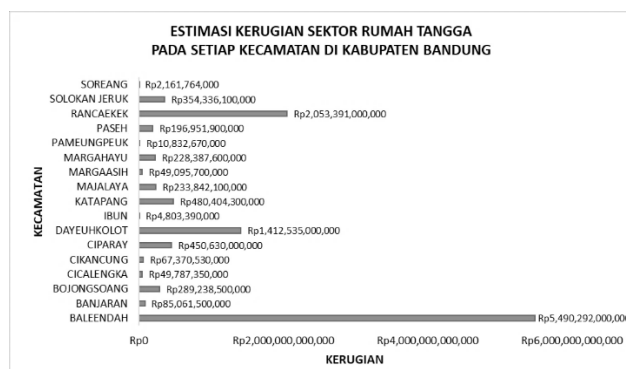 ESTIMASI KERUGIAN SEKTOR RUMAH TANGGA
PADA SETIAP KECAMATAN DI KABUPATEN BANDUNG
KECAMATAN
SOREANG Rp2,161,764,000
SOLOKAN JERUK Rp354,336,100,000
RANCAEKEK Rp2,053,391,000,000
PASEH Rp196,951,900,000
PAMEUNGPEUK Rp10,832,670,000
MARGAHAYU Rp228,387,600,000
MARGAASIH Rp49,095,700,000
MAJALAYA Rp233,842,100,000
KATAPANG Rp480,404,300,000
IBUN Rp4,803,390,000
DAYEUHKOLOT Rp1,412,535,000,000
CIPARAY Rp450,630,000,000
CIKANCUNG Rp67,370,530,000
CICALENGKA Rp49,787,350,000
BOJONGSOANG Rp289,238,500,000
BANJARAN Rp85,061,500,000
BALEENDAH Rp5,490,292,000,000
Rp0 Rp2,000,000,000,000 Rp4,000,000,000,000 Rp6,000,000,000,000
KERUGIAN